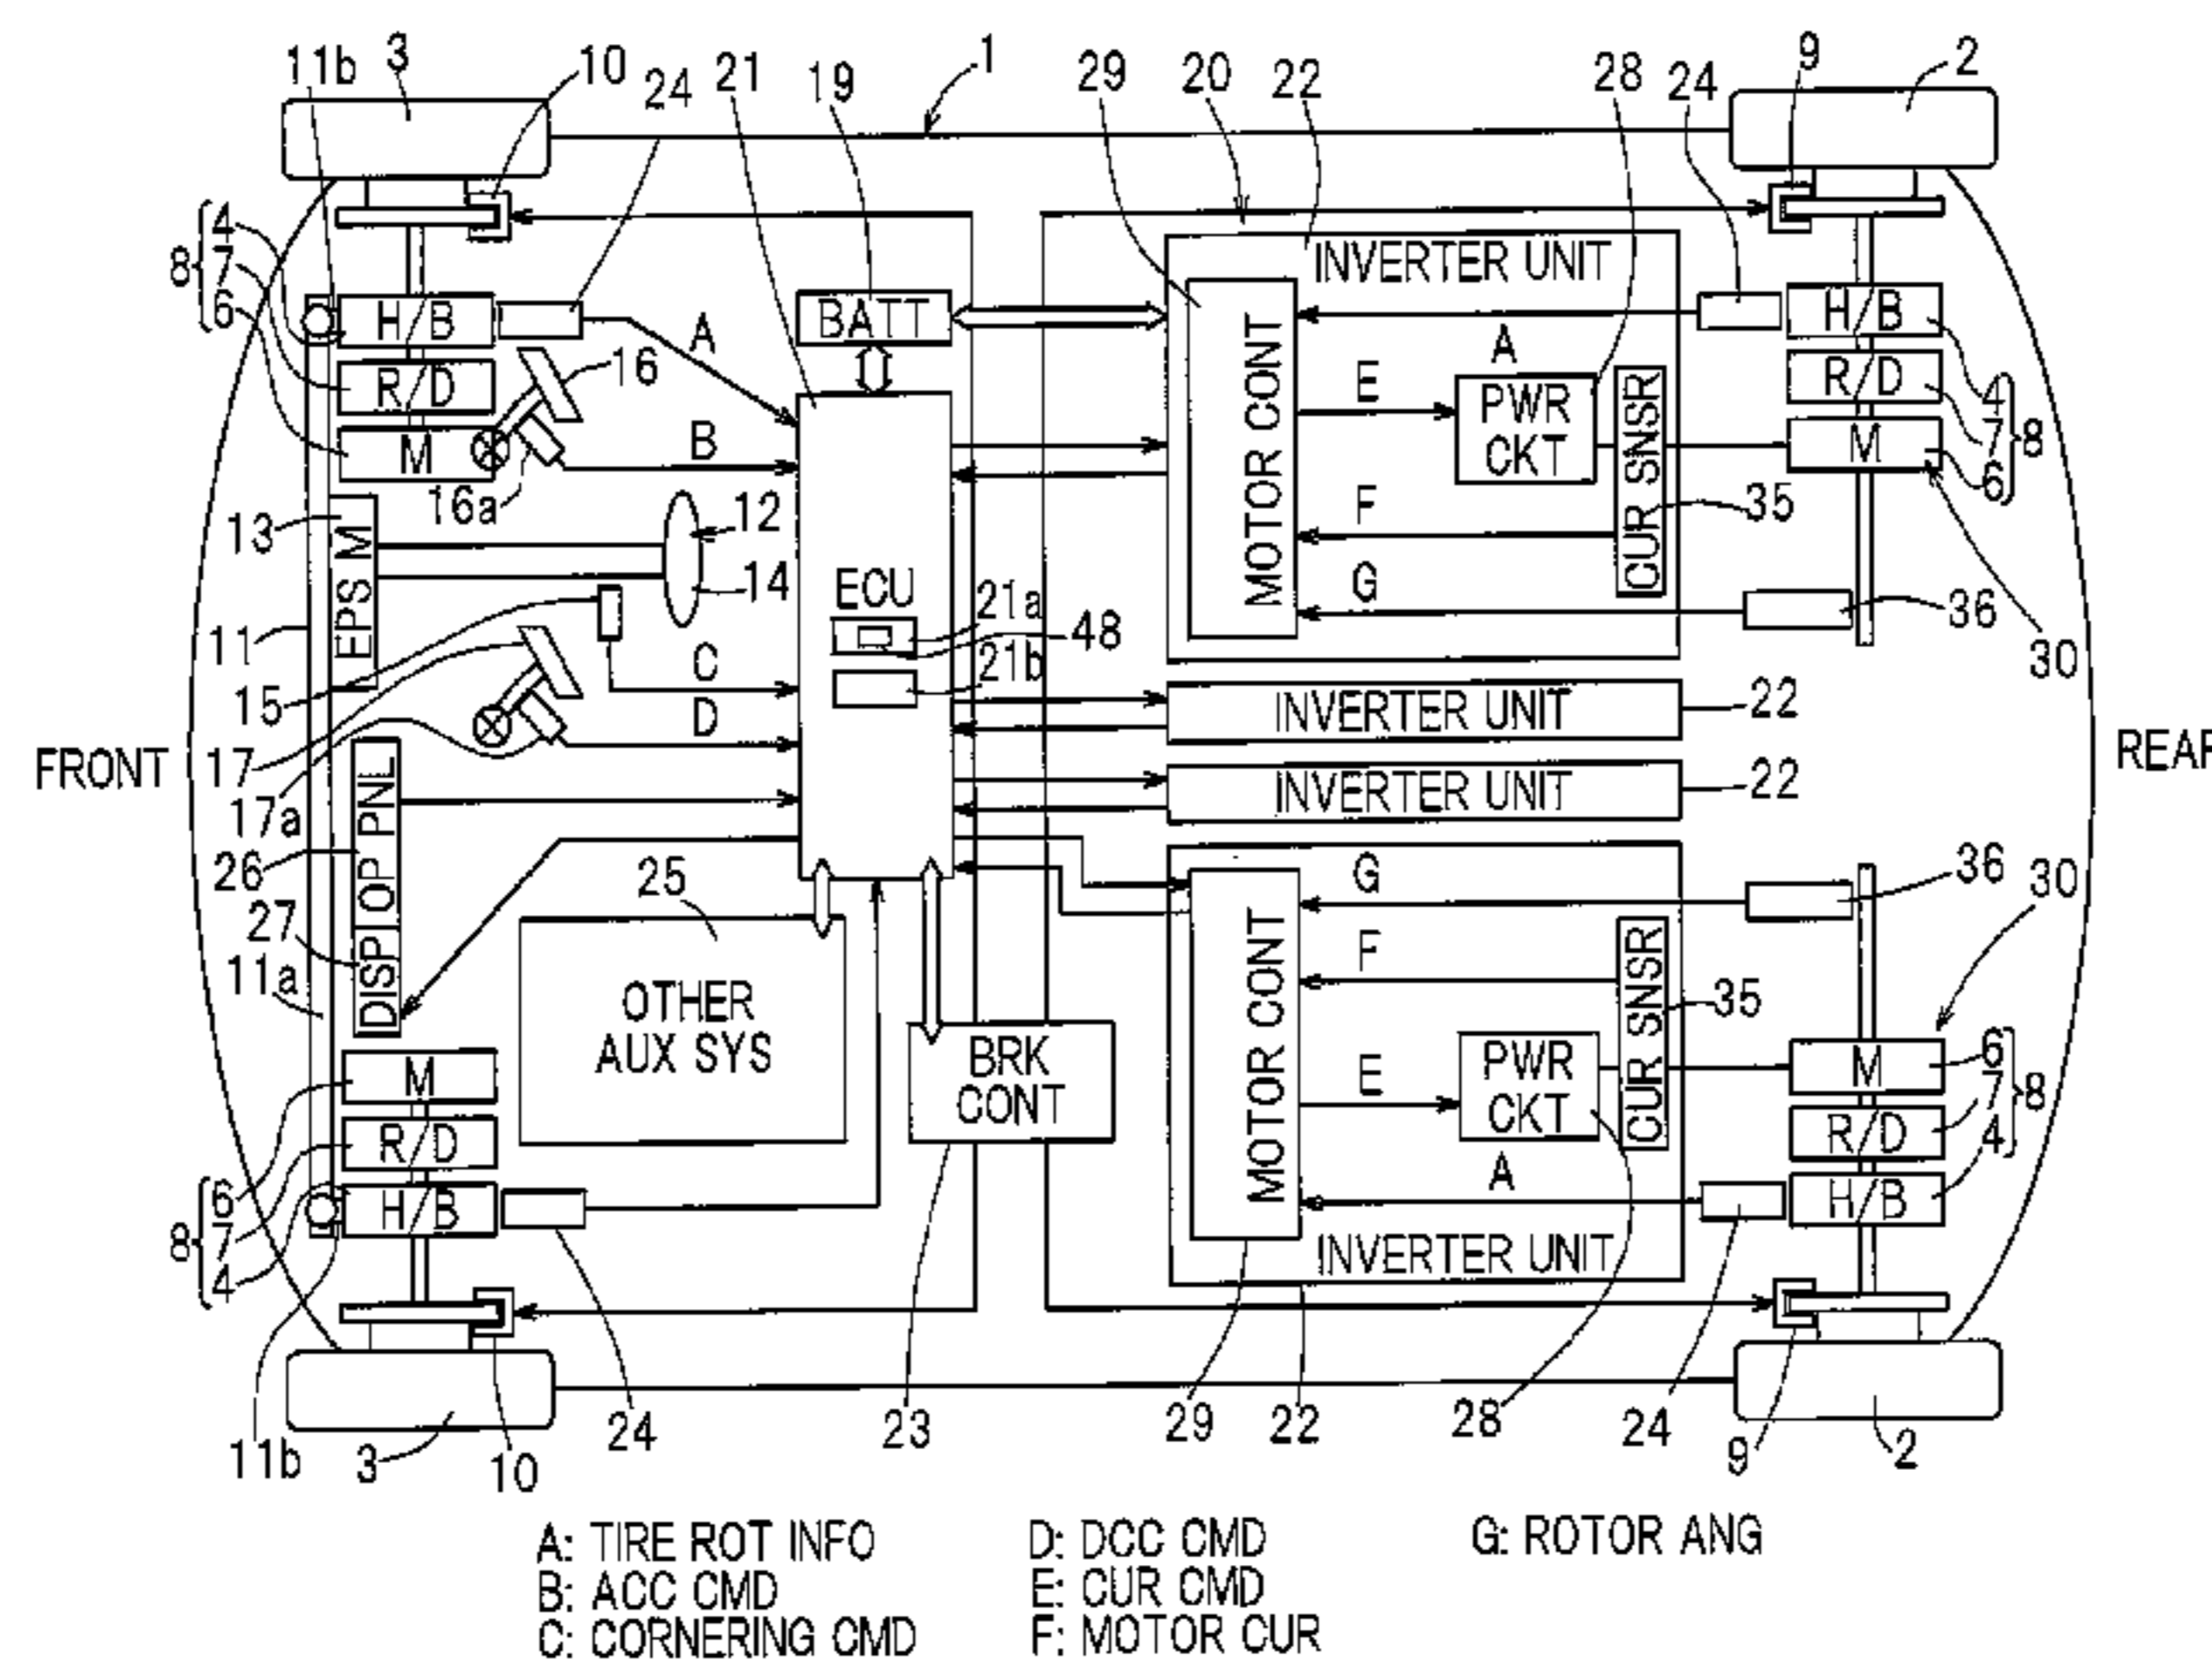 11b 3 10 24 21 19 1 29 20 22 28 24 9 2
8 4 7 6
H/B
R/D
M
A
16
B
16a
BATT
INVERTER UNIT
MOTOR CONT
A
E
PWR
CKT
CUR SNSR
F
35
G
H/B
R/D
M
4
7 8
6
36
30
13
EPS M
12
14
11
15
C
D
17
17a
ECU
21a
48
21b
INVERTER UNIT 22
INVERTER UNIT 22
FRONT
REAR
26
OP PNL
27
DISP
11a
25
OTHER
AUX SYS
BRK
CONT
MOTOR CONT
G
F
E
PWR
CKT
A
CUR SNSR
35
INVERTER UNIT
36
30
M
R/D
H/B
6
7 8
4
M
R/D
H/B
8 6 7 4
11b 3 10 24 23 29 22 28 24 9 2
A: TIRE ROT INFO
B: ACC CMD
C: CORNERING CMD
D: DCC CMD
E: CUR CMD
F: MOTOR CUR
G: ROTOR ANG